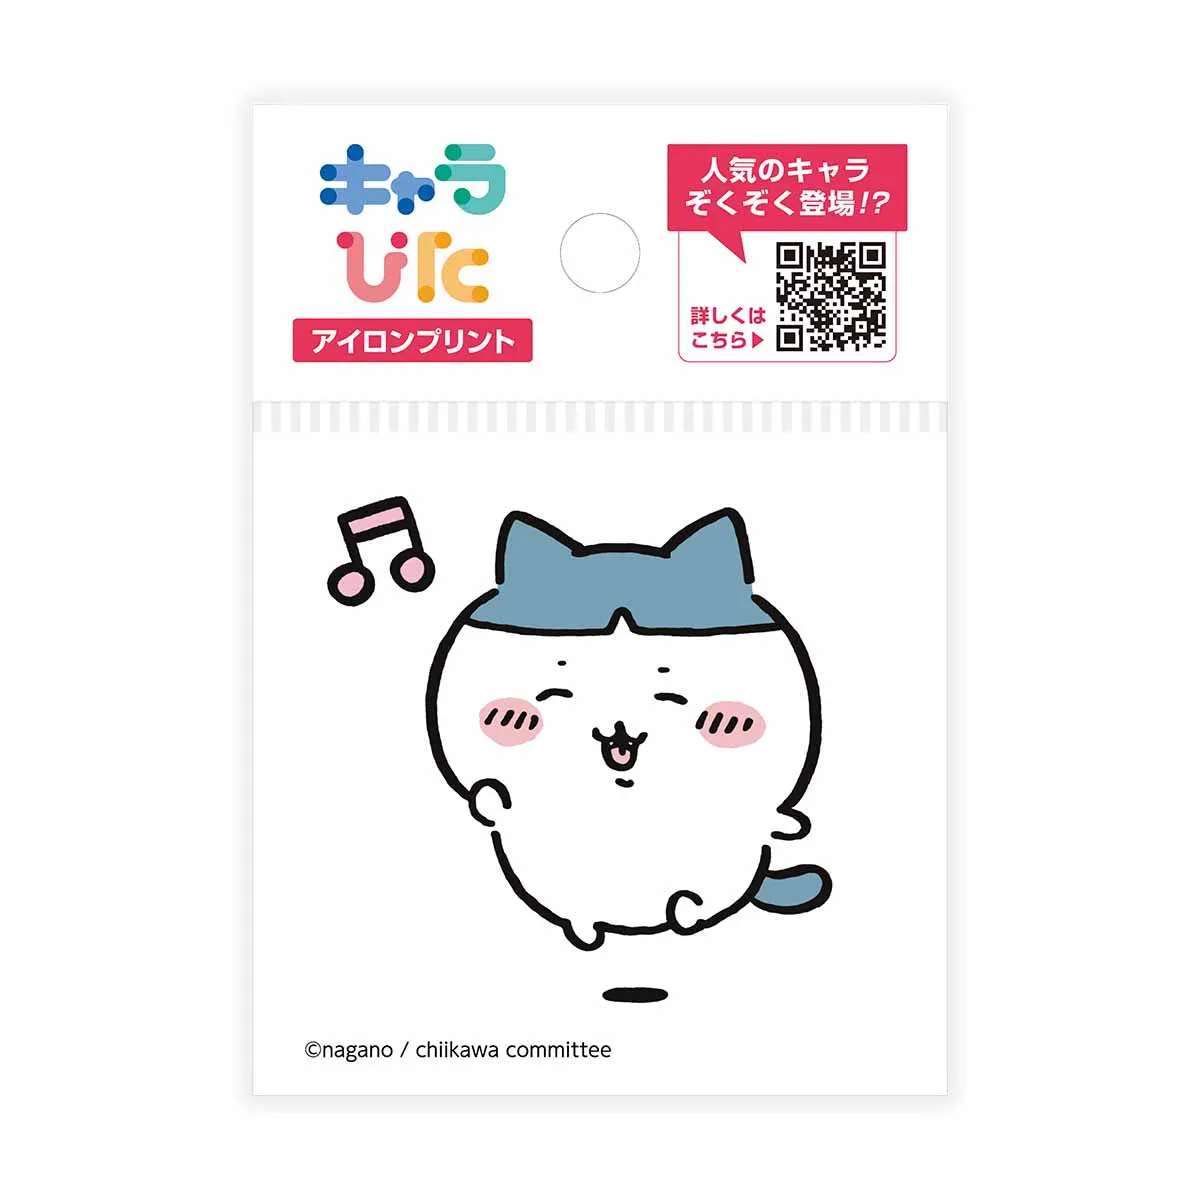 キャラ
ぴた
アイロンプリント
人気のキャラ
ぞくぞく登場!?
詳しくは
こちら▶
©nagano / chiikawa committee